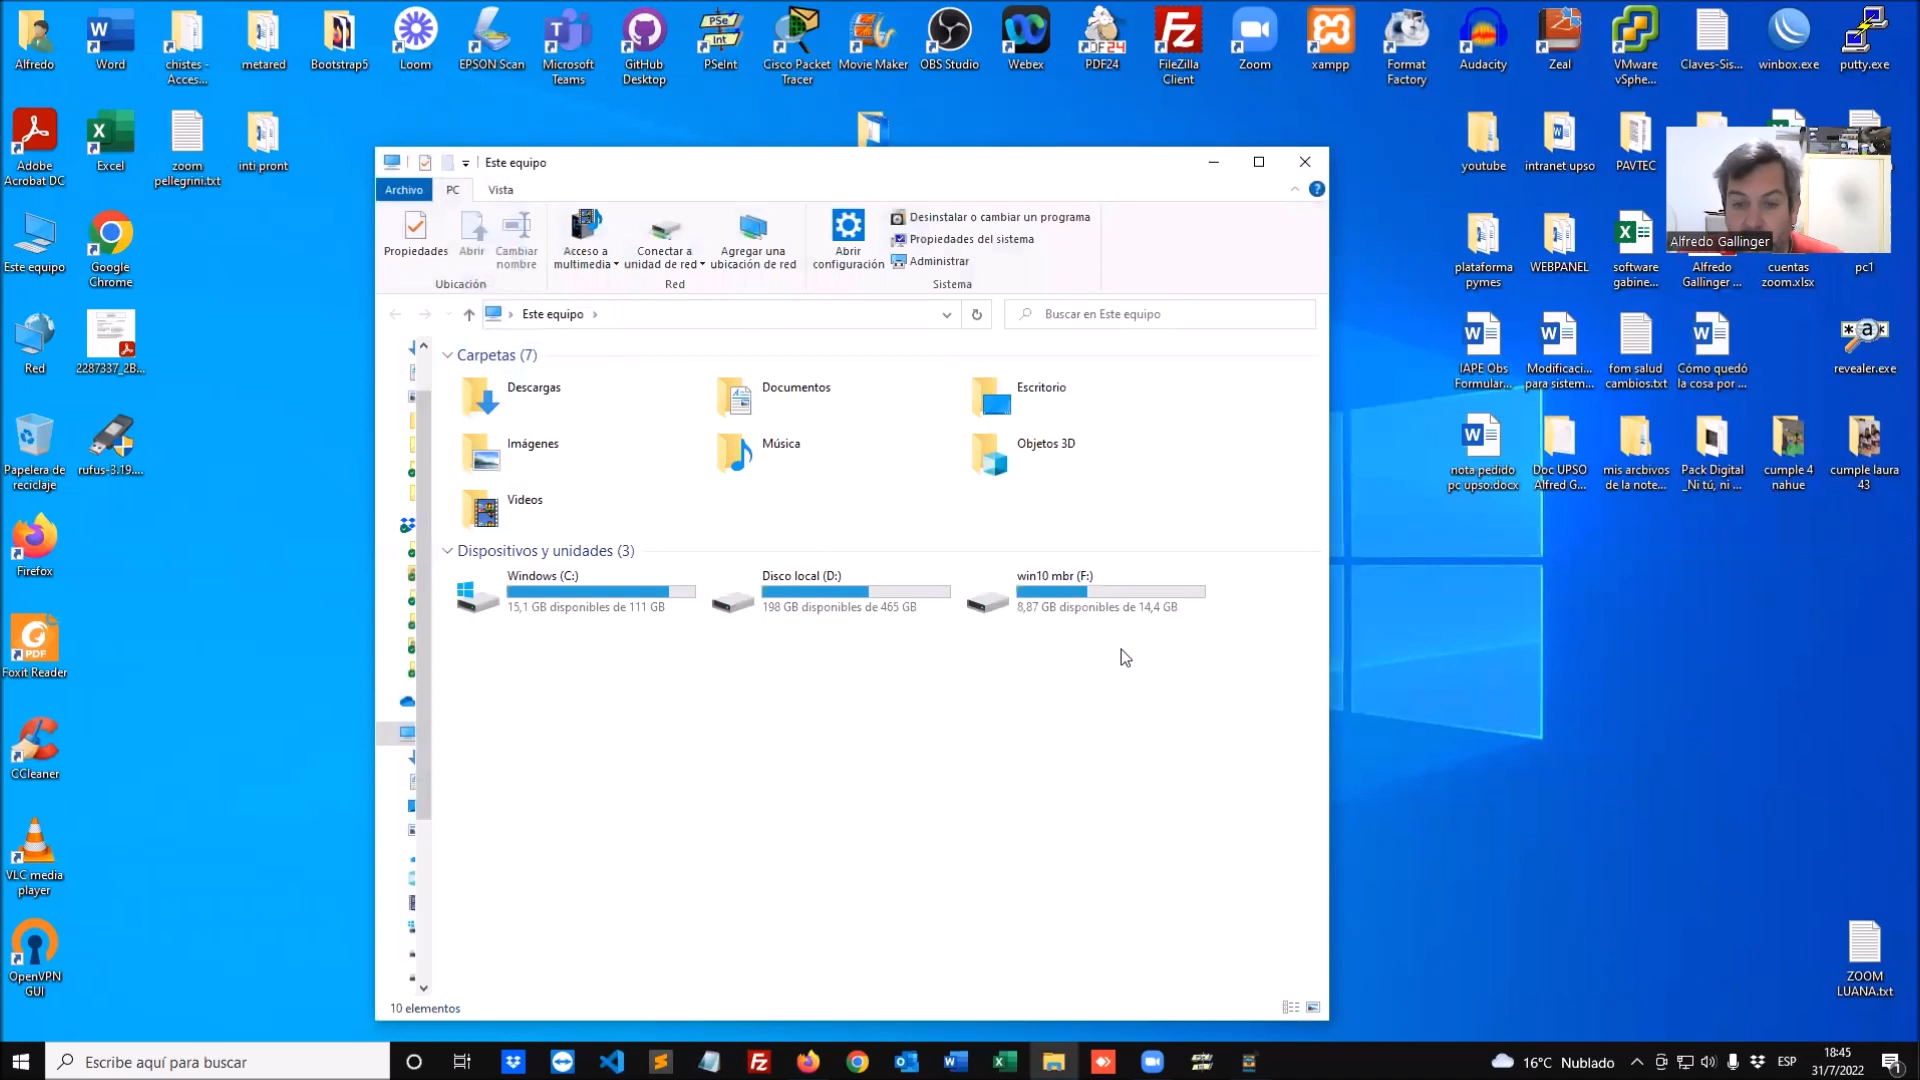 Alfredo
Word
chistes -
Acces...
metared
Bootstrap5
Loom
EPSON Scan
Microsoft
Teams
GitHub
Desktop
PSeInt
Cisco Packet
Tracer
Movie Maker
OBS Studio
Webex
PDF24
FileZilla
Client
Zoom
xampp
Format
Factory
Audacity
Zeal
VMware
vSphe...
Claves-Sis...
winbox.exe
putty.exe
Adobe
Acrobat DC
Excel
zoom
pellegrini.txt
inti pront
youtube
intranet upso
PAVTEC
Alfredo Gallinger
Este equipo
Google
Chrome
plataforma
pymes
WEBPANEL
software
gabine...
Alfredo
Gallinger ...
cuentas
zoom.xlsx
pc1
Red
2287337_2B...
IAPE Obs
Formular...
Modificaci...
para sistem...
fom salud
cambios.txt
Cómo quedó
la cosa por ...
revealer.exe
Papelera de
reciclaje
rufus-3.19....
nota pedido
pc upso.docx
Doc UPSO
Alfred G...
mis arcbivos
de la note...
Pack Digital
_Ni tú, ni ...
cumple 4
nahue
cumple laura
43
Firefox
Foxit Reader
CCleaner
VLC media
player
OpenVPN
GUI
ZOOM
LUANA.txt
Este equipo
Archivo
PC
Vista
Propiedades
Abrir
Cambiar
nombre
Ubicación
Acceso a
multimedia
Conectar a
unidad de red
Agregar una
ubicación de red
Red
Abrir
configuración
Desinstalar o cambiar un programa
Propiedades del sistema
Administrar
Sistema
Este equipo
Buscar en Este equipo
Carpetas (7)
Descargas
Documentos
Escritorio
Imágenes
Música
Objetos 3D
Videos
Dispositivos y unidades (3)
Windows (C:)
15,1 GB disponibles de 111 GB
Disco local (D:)
198 GB disponibles de 465 GB
win10 mbr (F:)
8,87 GB disponibles de 14,4 GB
10 elementos
Escribe aquí para buscar
16°C Nublado
ESP
18:45
31/7/2022
1